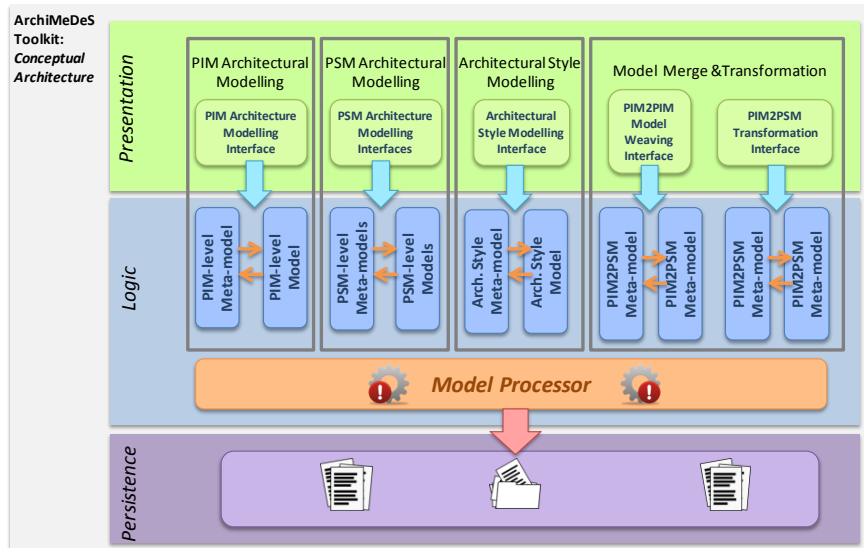 ArchiMeDeS
Toolkit:
Conceptual
Architecture
Presentation
PIM Architectural
Modelling
PSM Architectural
Modelling
Architectural Style
Modelling
Model Merge &Transformation
PIM Architecture
Modelling
Interface
PSM Architecture
Modelling
Interfaces
Architectural
Style Modelling
Interface
PIM2PIM
Model
Weaving
Interface
PIM2PSM
Transformation
Interface
Logic
PIM-level
Meta-model
PIM-level
Model
PSM-level
Meta-models
PSM-level
Models
Arch. Style
Meta-model
Arch. Style
Model
PIM2PSM
Meta-model
PIM2PSM
Meta-model
PIM2PSM
Meta-model
PIM2PSM
Meta-model
Model Processor
Persistence